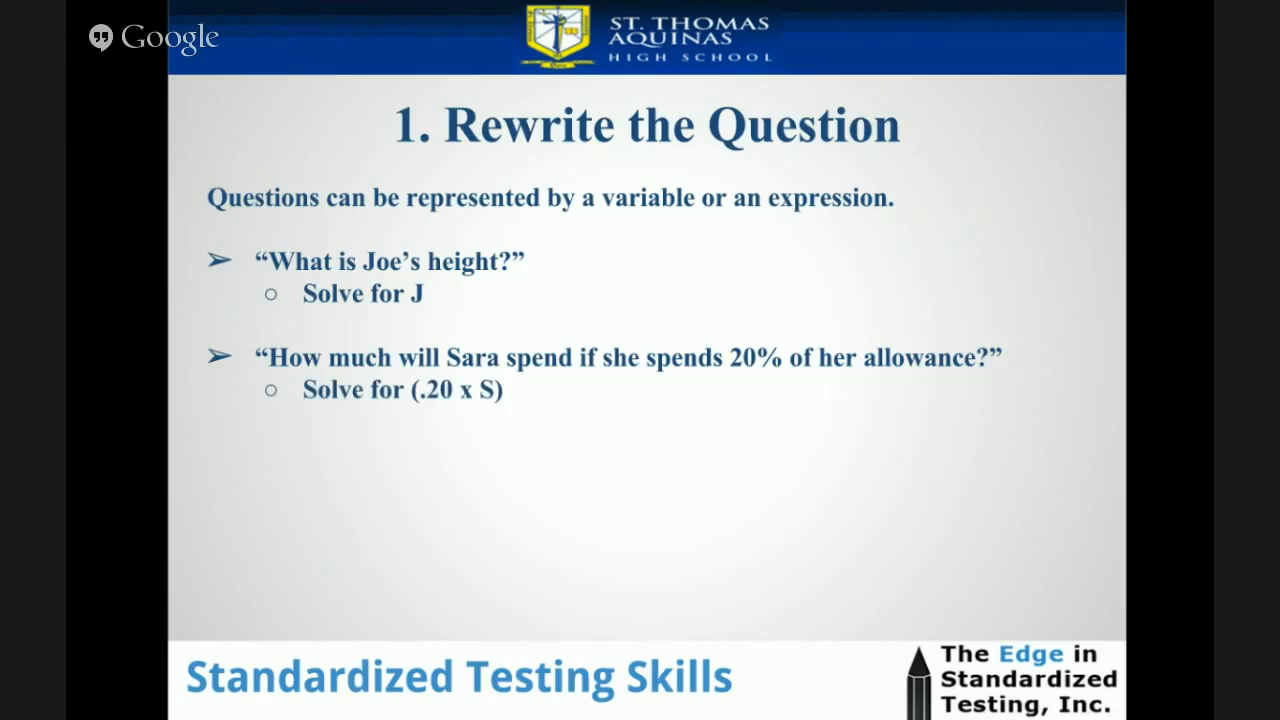 Google
ST. THOMAS
AQUINAS
HIGH SCHOOL
1. Rewrite the Question
Questions can be represented by a variable or an expression.
➢ “What is Joe’s height?”
○ Solve for J
➢ “How much will Sara spend if she spends 20% of her allowance?”
○ Solve for (.20 x S)
Standardized Testing Skills
The Edge in
Standardized
Testing, Inc.